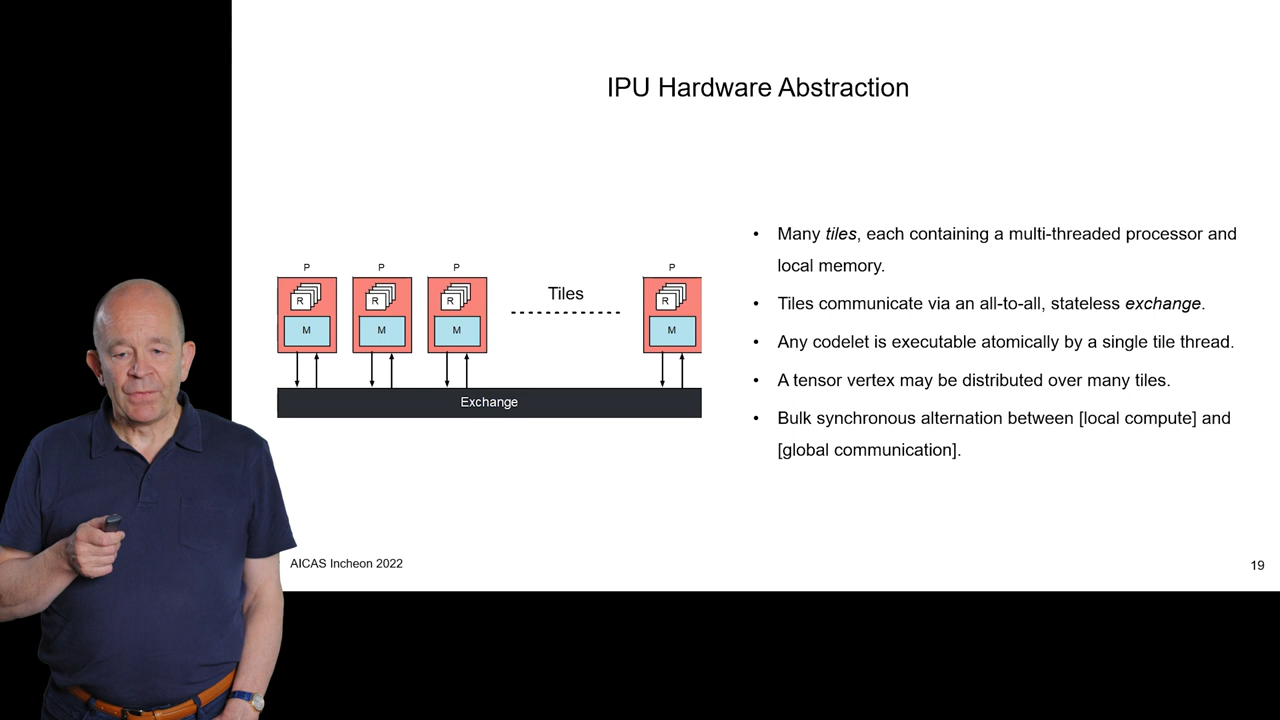 IPU Hardware Abstraction
P P P P
R R R Tiles R
M M M M
Exchange
• Many tiles, each containing a multi-threaded processor and
local memory.
• Tiles communicate via an all-to-all, stateless exchange.
• Any codelet is executable atomically by a single tile thread.
• A tensor vertex may be distributed over many tiles.
• Bulk synchronous alternation between [local compute] and
[global communication].
AICAS Incheon 2022
19